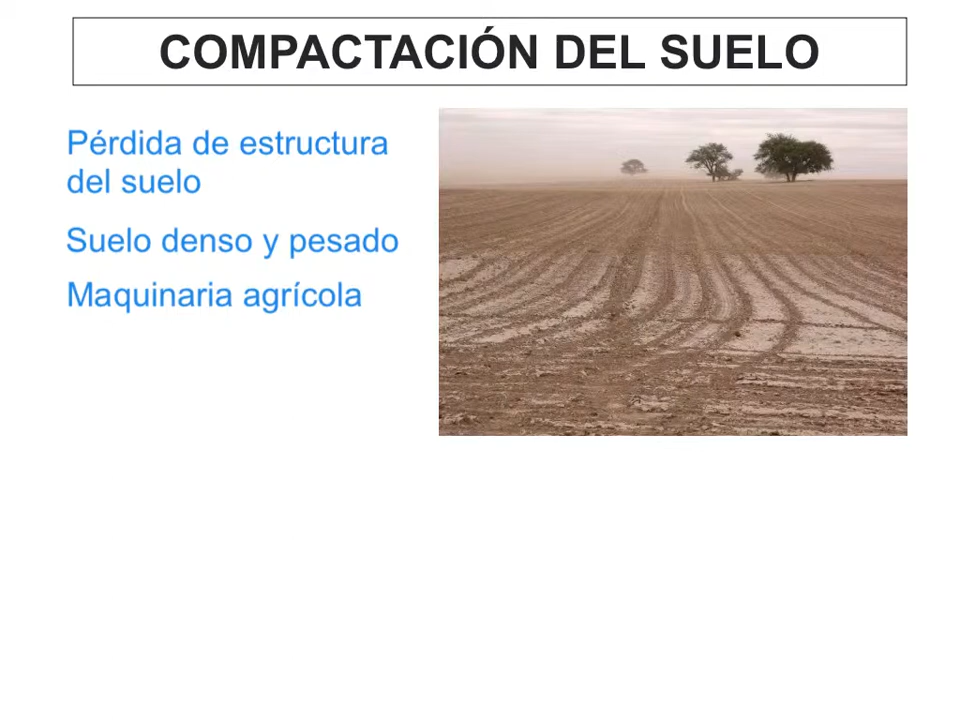 COMPACTACIÓN DEL SUELO
Pérdida de estructura
del suelo
Suelo denso y pesado
Maquinaria agrícola